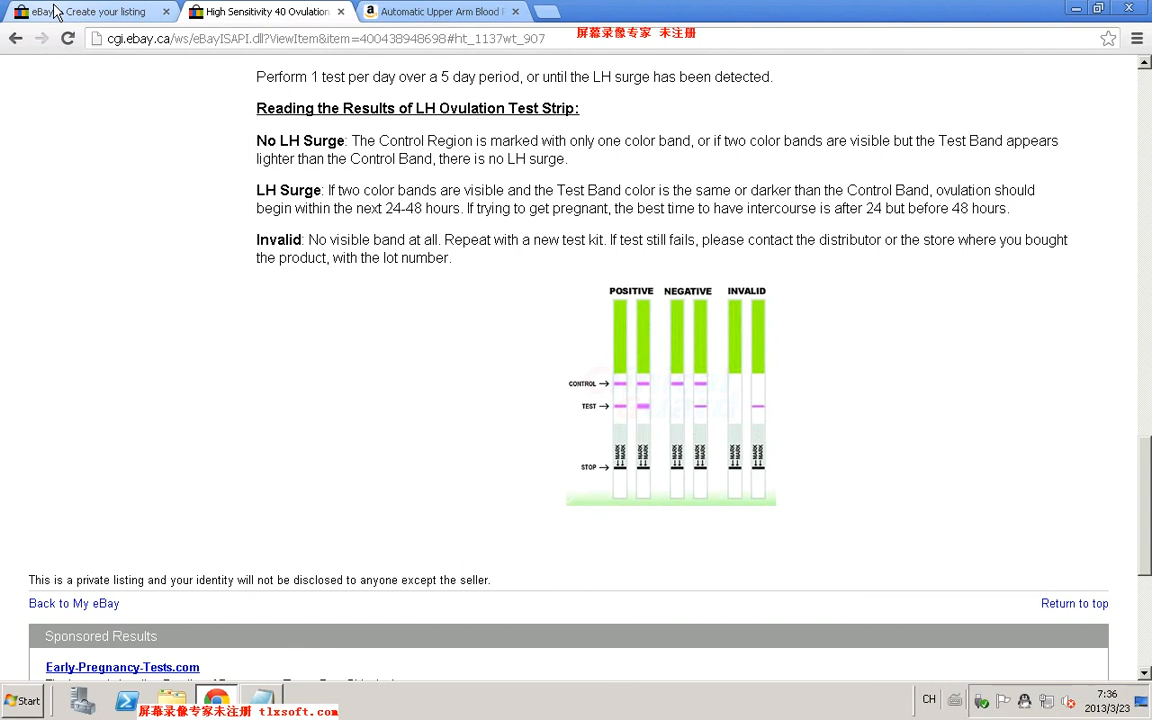 eBay - Create your listing
High Sensitivity 40 Ovulation
Automatic Upper Arm Blood P
cgi.ebay.ca/ws/eBayISAPI.dll?ViewItem&item=400438948698#ht_1137wt_907
屏幕录像专家 未注册
Perform 1 test per day over a 5 day period, or until the LH surge has been detected.
Reading the Results of LH Ovulation Test Strip:
No LH Surge: The Control Region is marked with only one color band, or if two color bands are visible but the Test Band appears
lighter than the Control Band, there is no LH surge.
LH Surge: If two color bands are visible and the Test Band color is the same or darker than the Control Band, ovulation should
begin within the next 24-48 hours. If trying to get pregnant, the best time to have intercourse is after 24 but before 48 hours.
Invalid: No visible band at all. Repeat with a new test kit. If test still fails, please contact the distributor or the store where you bought
the product, with the lot number.
POSITIVE NEGATIVE INVALID
CONTROL
TEST
MARK MARK MARK MARK MARK MARK
STOP
This is a private listing and your identity will not be disclosed to anyone except the seller.
Back to My eBay
Return to top
Sponsored Results
Early-Pregnancy-Tests.com
Start
CH
7:36
2013/3/23
屏幕录像专家未注册 tlxsoft.com